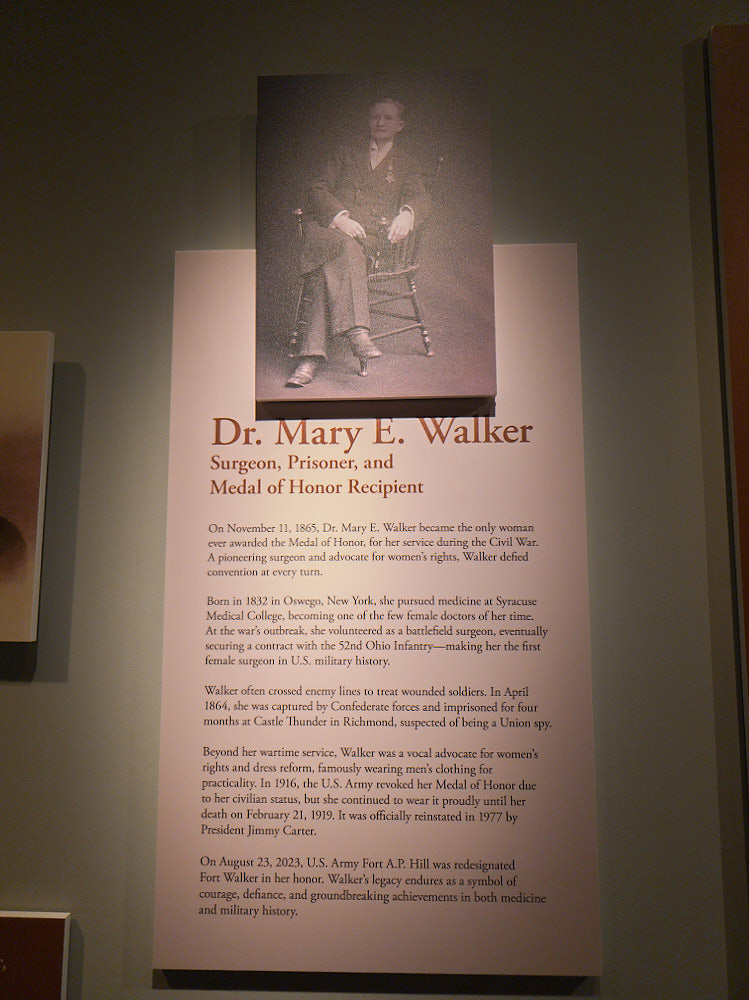 Dr. Mary E. Walker
Surgeon, Prisoner, and
Medal of Honor Recipient
On November 11, 1865, Dr. Mary E. Walker became the only woman
ever awarded the Medal of Honor, for her service during the Civil War.
A pioneering surgeon and advocate for women's rights, Walker defied
convention at every turn.
Born in 1832 in Oswego, New York, she pursued medicine at Syracuse
Medical College, becoming one of the few female doctors of her time.
At the war's outbreak, she volunteered as a battlefield surgeon, eventually
securing a contract with the 52nd Ohio Infantry—making her the first
female surgeon in U.S. military history.
Walker often crossed enemy lines to treat wounded soldiers. In April
1864, she was captured by Confederate forces and imprisoned for four
months at Castle Thunder in Richmond, suspected of being a Union spy.
Beyond her wartime service, Walker was a vocal advocate for women's
rights and dress reform, famously wearing men's clothing for
practicality. In 1916, the U.S. Army revoked her Medal of Honor due
to her civilian status, but she continued to wear it proudly until her
death on February 21, 1919. It was officially reinstated in 1977 by
President Jimmy Carter.
On August 23, 2023, U.S. Army Fort A.P. Hill was redesignated
Fort Walker in her honor. Walker's legacy endures as a symbol of
courage, defiance, and groundbreaking achievements in both medicine
and military history.